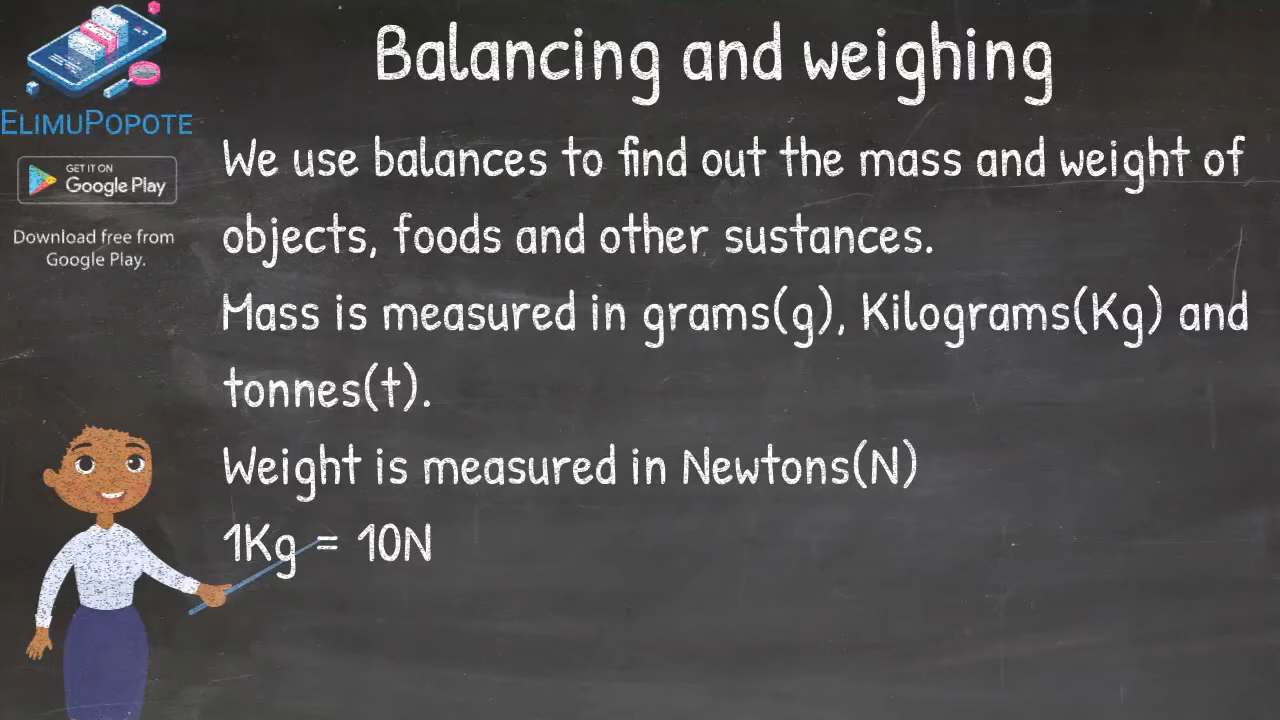 Balancing and weighing
ELIMUPOPOTE
GET IT ON
Google Play
Download free from
Google Play.
We use balances to find out the mass and weight of
objects, foods and other sustances.
Mass is measured in grams(g), Kilograms(Kg) and
tonnes(t).
Weight is measured in Newtons(N)
1Kg = 10N